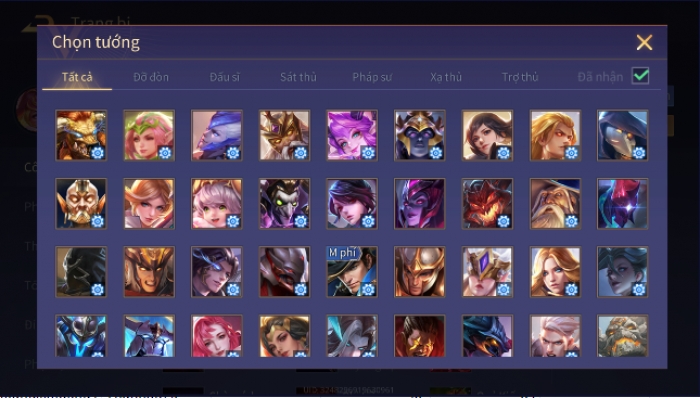 Trang bị
Chọn tướng
Tất cả
Đỡ đòn
Đấu sĩ
Sát thủ
Pháp sư
Xạ thủ
Trợ thủ
Đã nhận
M phí